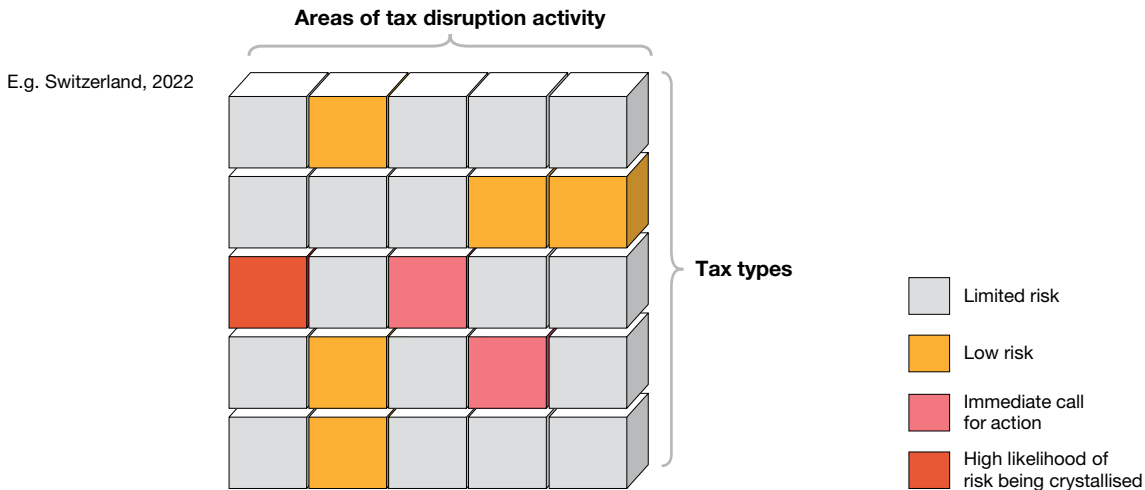 Areas of tax disruption activity
E.g. Switzerland, 2022
Tax types
Limited risk
Low risk
Immediate call
for action
High likelihood of
risk being crystallised